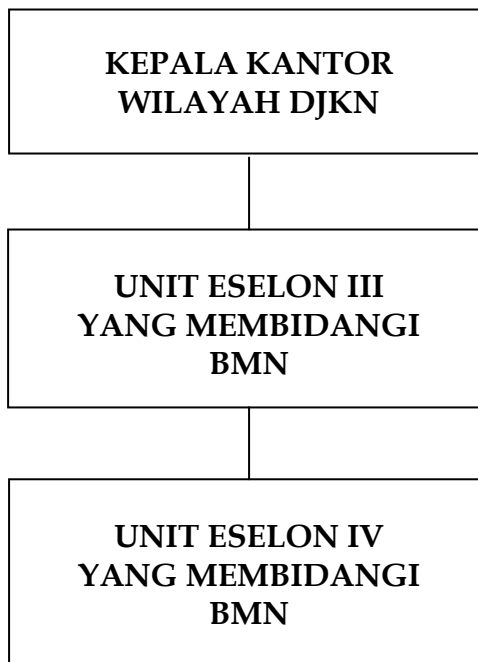 KEPALA KANTOR
WILAYAH DJKN
UNIT ESELON III
YANG MEMBIDANGI
BMN
UNIT ESELON IV
YANG MEMBIDANGI
BMN